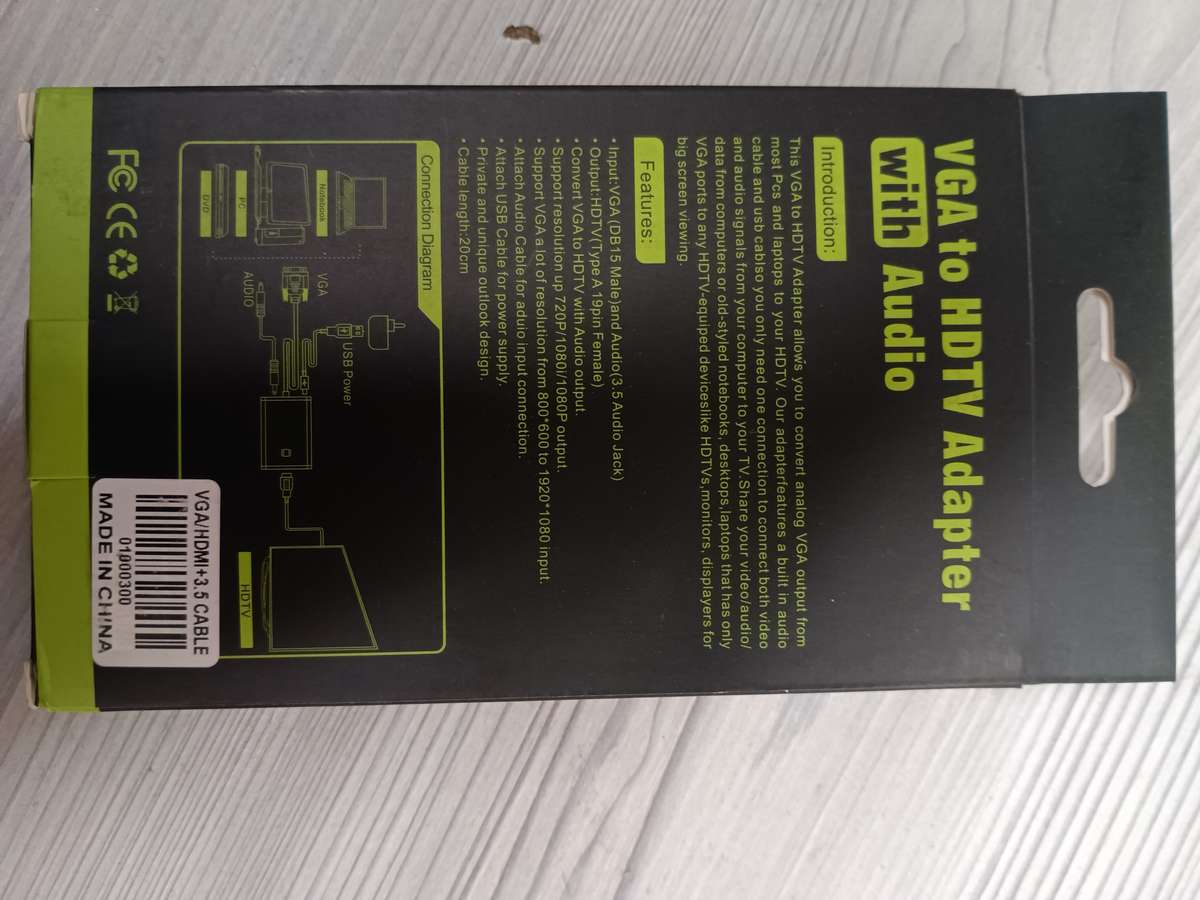 VGA to HDTV Adapter
with Audio
Introduction:
This VGA to HDTV Adapter allows you to convert analog VGA output from
most Pcs and laptops to your HDTV. Our adapterfeatures a built in audio
cable and usb cablso you only need one connection to connect both video
and audio signals from your computer to your TV.Share your video/audio/
data from computers or old-styled notebooks, desktops,laptops that has only
VGA ports to any HDTV-equiped deviceslike HDTVs,monitors, displayers for
big screen viewing.
Features:
• Input:VGA (DB15 Male)and Audio(3.5 Audio Jack)
• Output:HDTV(Type A 19pin Female)
• Convert VGA to HDTV with Audio output.
• Support resolution up 720P/1080i/1080P output.
• Support VGA a lot of resolution from 800*600 to 1920*1080 input.
• Attach Audio Cable for aduio input connection.
• Attach USB Cable for power supply.
• Private and unique outlook design.
• Cable length:20cm
Connection Diagram
Notebook
PC
DVD
VGA
AUDIO
USB Power
HDTV
FC CE
VGA/HDMI+3.5 CABLE
01000300
MADE IN CHINA